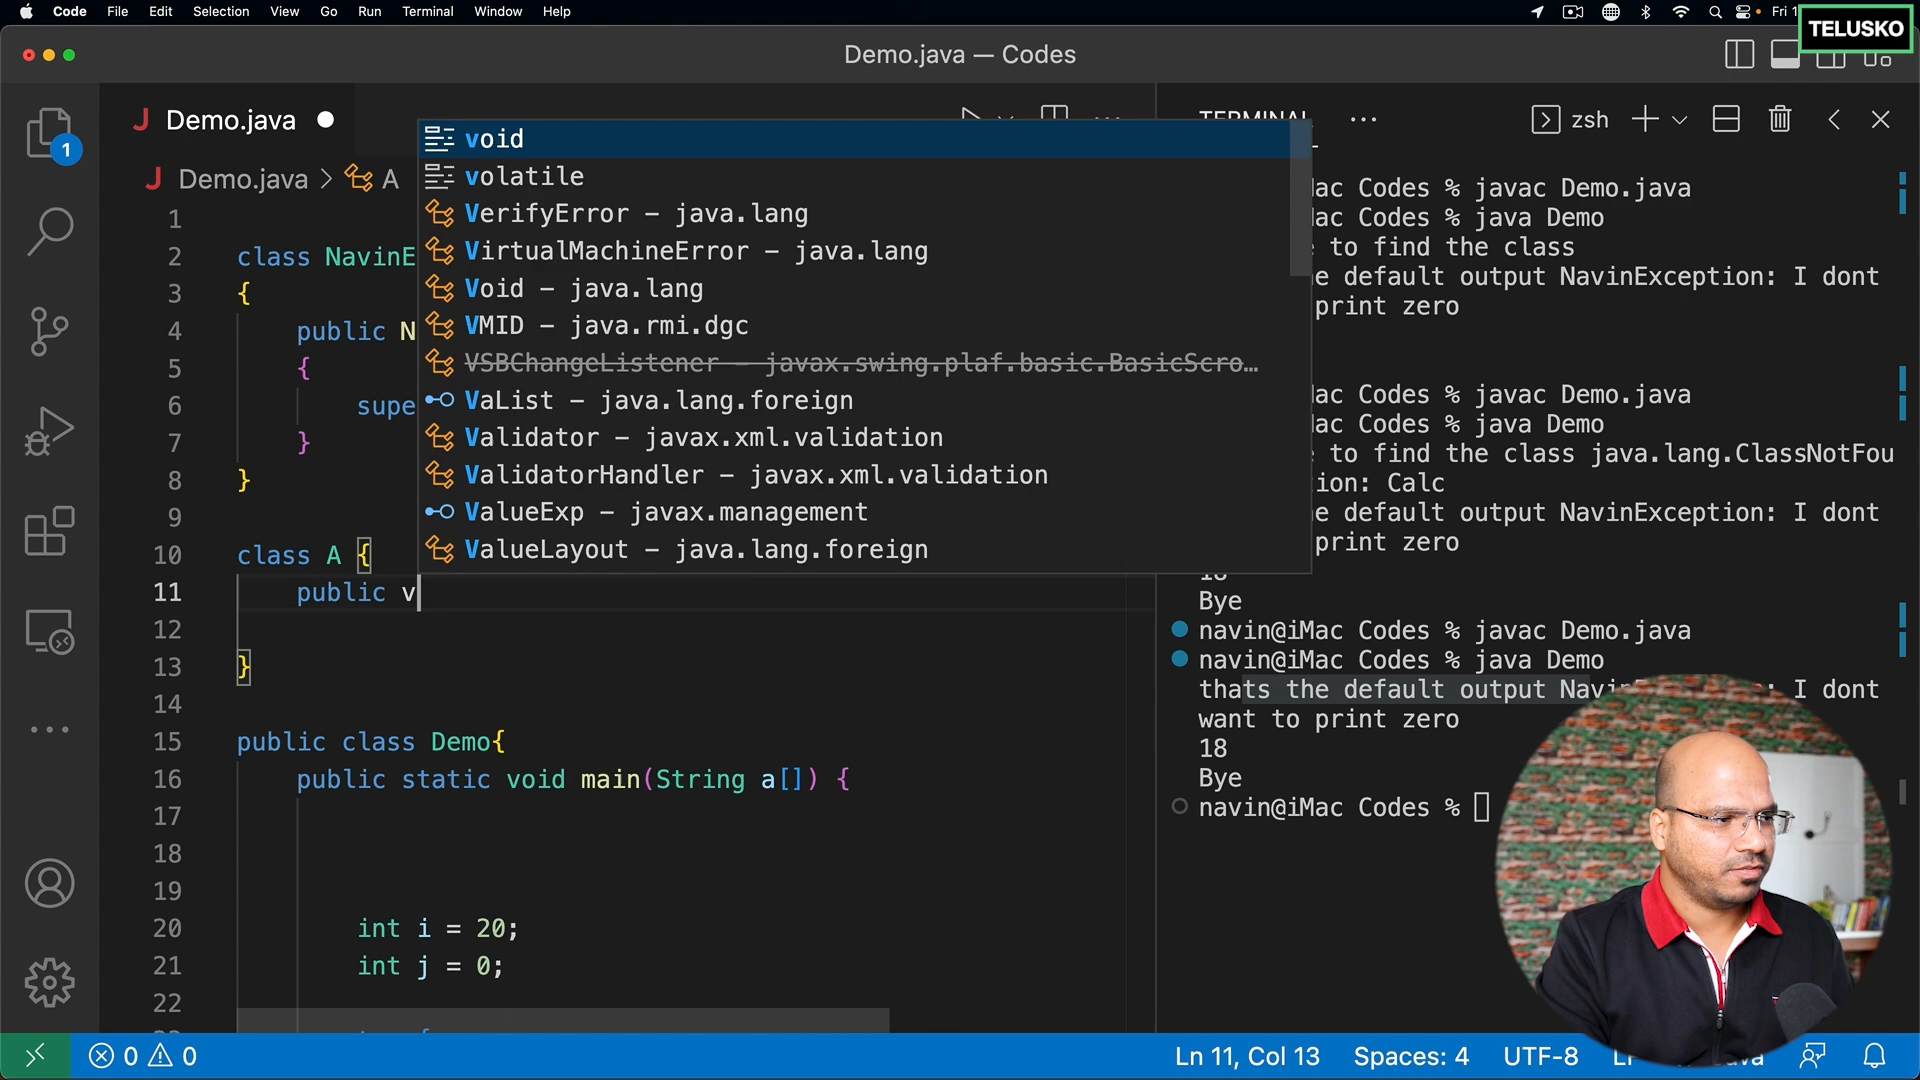 Code File Edit Selection View Go Run Terminal Window Help Fri
TELUSKO
Demo.java — Codes
Demo.java
zsh
Demo.java > A
1
2 class NavinE
3 {
4 public N
5 {
6 supe
7 }
8 }
9
10 class A {
11 public v
12
13 }
14
15 public class Demo{
16 public static void main(String a[]) {
17
18
19
20 int i = 20;
21 int j = 0;
22
void
volatile
VerifyError – java.lang
VirtualMachineError – java.lang
Void – java.lang
VMID – java.rmi.dgc
VSBChangeListener – javax.swing.plaf.basic.BasicScro…
VaList – java.lang.foreign
Validator – javax.xml.validation
ValidatorHandler – javax.xml.validation
ValueExp – javax.management
ValueLayout – java.lang.foreign
TERMINAL
Mac Codes % javac Demo.java
Mac Codes % java Demo
to find the class
e default output NavinException: I dont
print zero
Mac Codes % javac Demo.java
Mac Codes % java Demo
to find the class java.lang.ClassNotFou
ion: Calc
e default output NavinException: I dont
print zero
18
Bye
navin@iMac Codes % javac Demo.java
navin@iMac Codes % java Demo
thats the default output : I dont
want to print zero
18
Bye
navin@iMac Codes %
1
0 0
Ln 11, Col 13 Spaces: 4 UTF-8